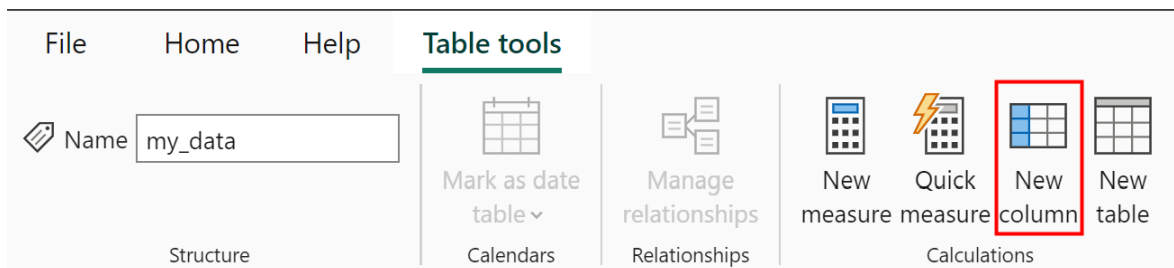 File Home Help Table tools
Name my_data
Mark as date table
Manage relationships
New measure
Quick measure
New column
New table
Structure Calendars Relationships Calculations